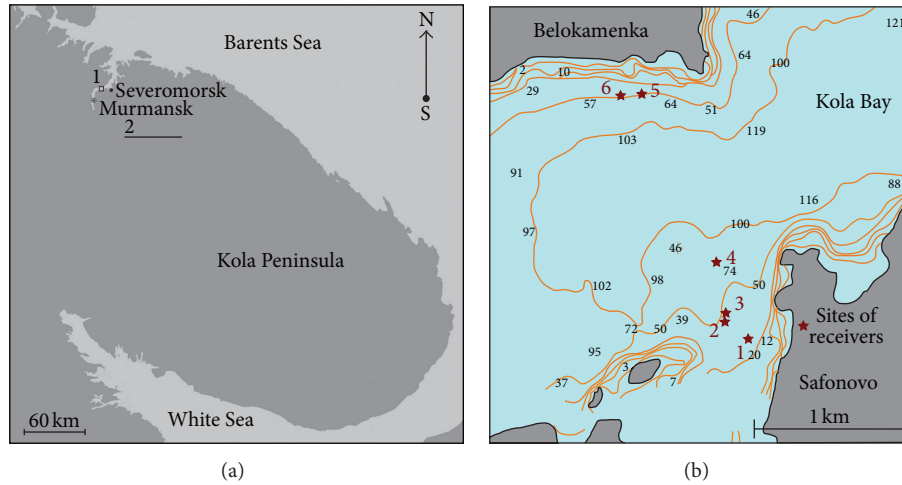 Barents Sea
N
S
1
Severomorsk
Murmansk
2
Kola Peninsula
White Sea
60 km
(a)
Belokamenka
46
121
2
10
64
100
29
6
5
57
64
51
Kola Bay
103
119
91
88
116
100
97
46
4
74
98
50
102
3
39
2
72
50
Sites of
receivers
1
12
95
20
3
37
7
Safonovo
1 km
(b)